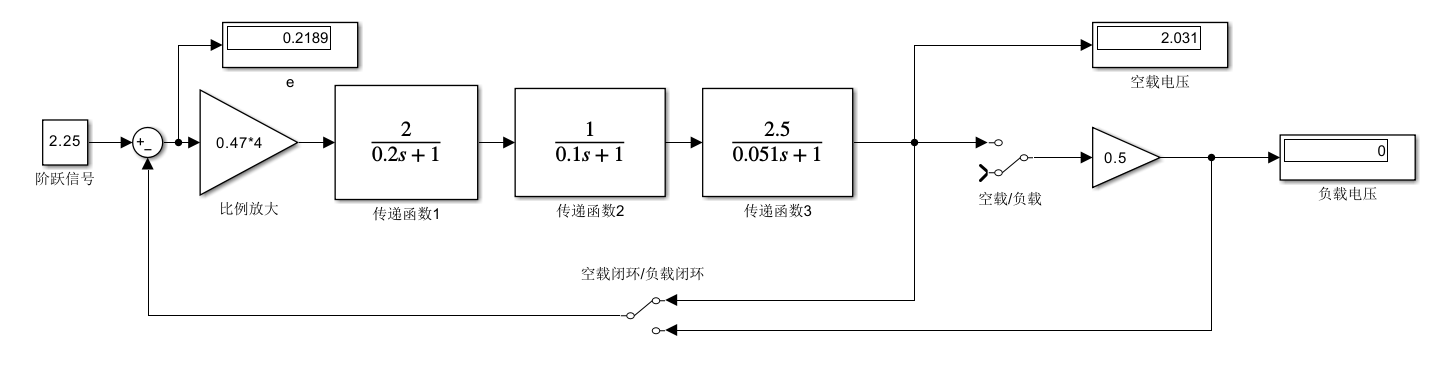 0.2189
e
2.031
空载电压
2.25
阶跃信号
+
−
0.47*4
比例放大
2
0.2s + 1
传递函数1
1
0.1s + 1
传递函数2
2.5
0.051s + 1
传递函数3
空载/负载
0.5
0
负载电压
空载闭环/负载闭环